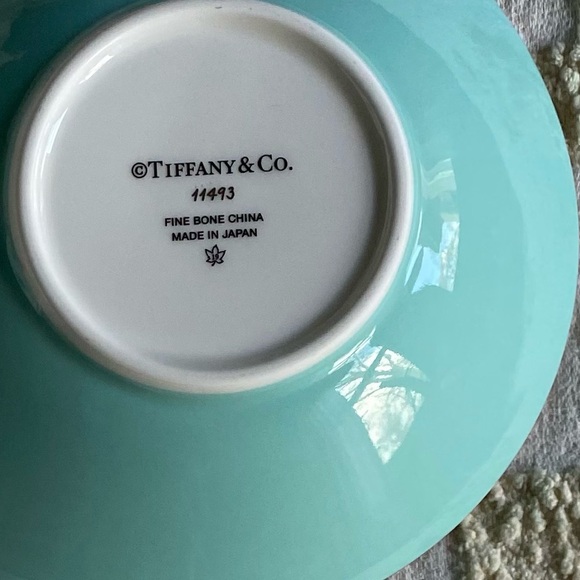 ©TIFFANY & CO.
11493
FINE BONE CHINA
MADE IN JAPAN